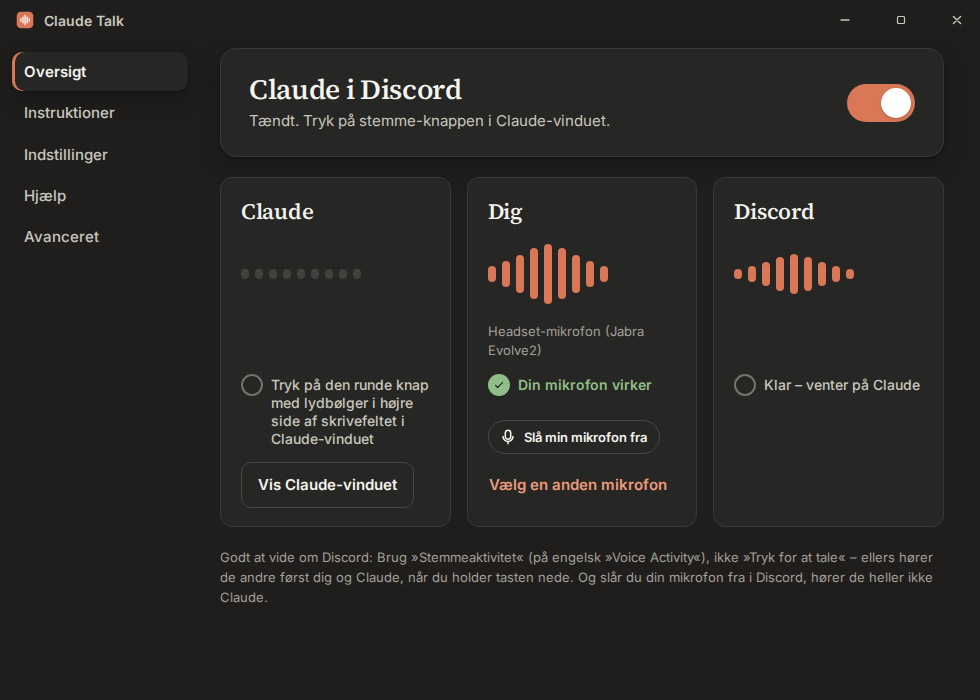 Claude Talk
Oversigt
Instruktioner
Indstillinger
Hjælp
Avanceret
Claude i Discord
Tændt. Tryk på stemme-knappen i Claude-vinduet.
Claude
Tryk på den runde knap
med lydbølger i højre
side af skrivefeltet i
Claude-vinduet
Vis Claude-vinduet
Dig
Headset-mikrofon (Jabra
Evolve2)
Din mikrofon virker
Slå min mikrofon fra
Vælg en anden mikrofon
Discord
Klar – venter på Claude
Godt at vide om Discord: Brug »Stemmeaktivitet« (på engelsk »Voice Activity«), ikke »Tryk for at tale« – ellers hører
de andre først dig og Claude, når du holder tasten nede. Og slår du din mikrofon fra i Discord, hører de heller ikke
Claude.